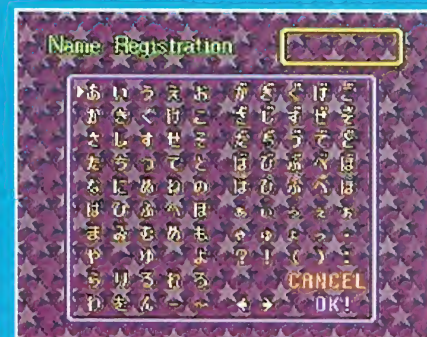 Name Registration
▶あ い う え お が ぎ ぐ げ ご
か き く け こ ざ じ ず ぜ ぞ
さ し す せ そ だ ぢ づ で ど
た ち つ て と ば び ぶ べ ぼ
な に ぬ ね の ぱ ぴ ぷ ぺ ぽ
は ひ ふ へ ほ ぁ ぃ ぅ ぇ ぉ
ま み む め も ゃ ゅ ょ っ
や ゆ よ ? ! ( )
ら り る れ ろ CANCEL
わ を ん ー ～ ← → OK!